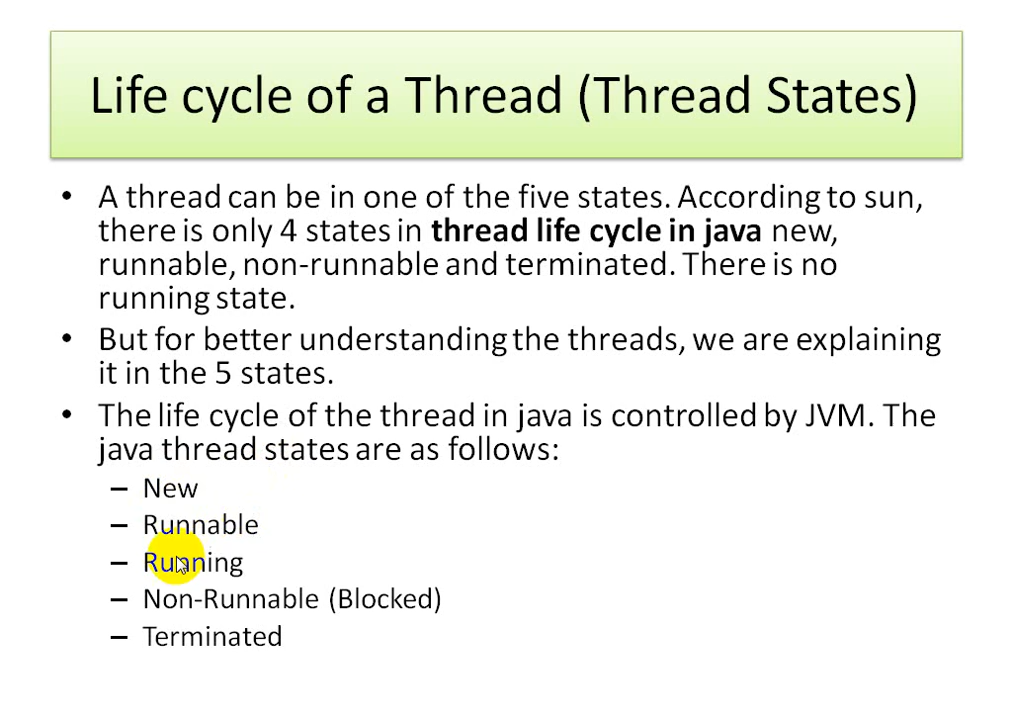 Life cycle of a Thread (Thread States)
• A thread can be in one of the five states. According to sun,
there is only 4 states in thread life cycle in java new,
runnable, non-runnable and terminated. There is no
running state.
• But for better understanding the threads, we are explaining
it in the 5 states.
• The life cycle of the thread in java is controlled by JVM. The
java thread states are as follows:
– New
– Runnable
– Running
– Non-Runnable (Blocked)
– Terminated